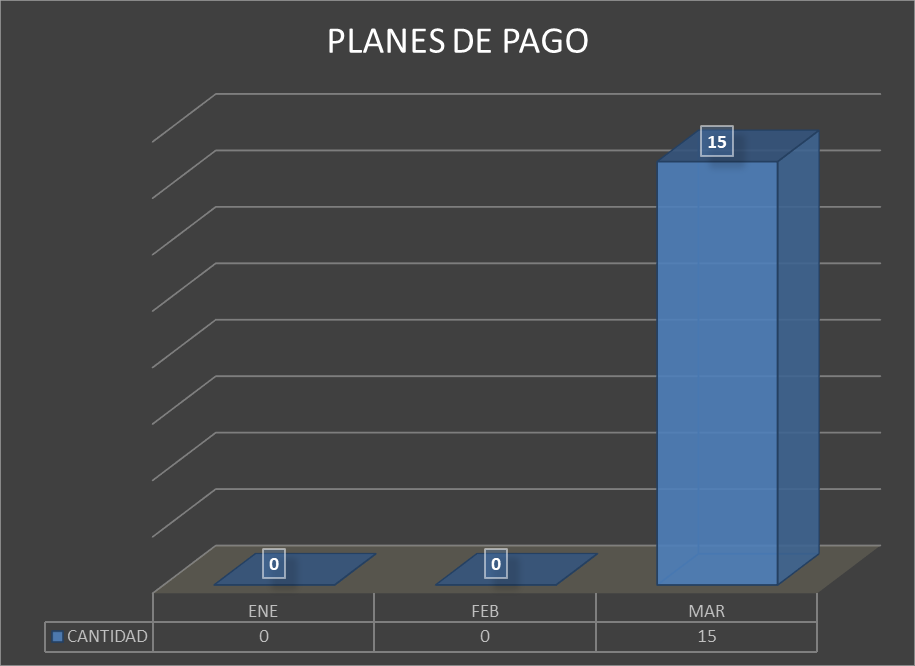 PLANES DE PAGO
15
0 0
ENE FEB MAR
CANTIDAD 0 0 15